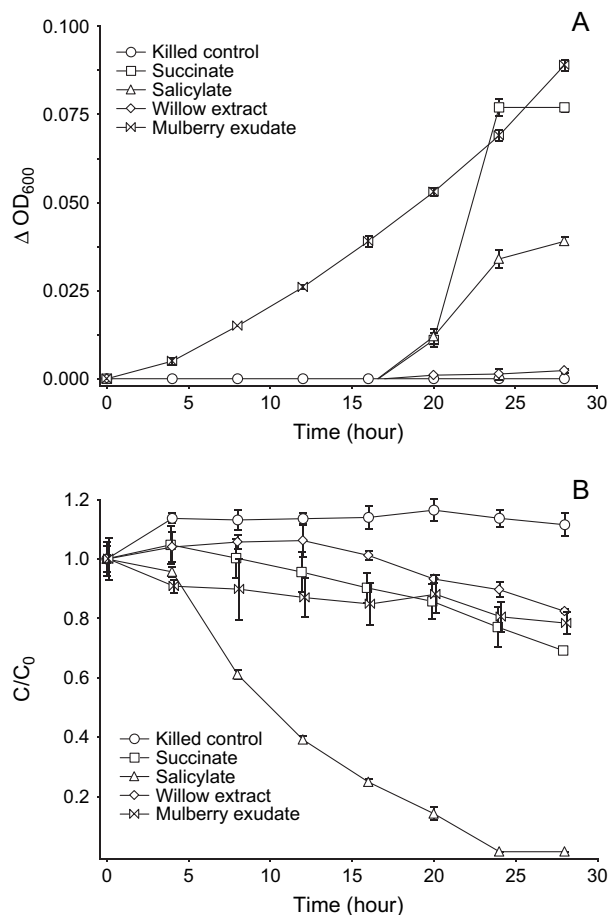 A
0.100
0.075
0.050
0.025
0.000
Δ OD600
Killed control
Succinate
Salicylate
Willow extract
Mulberry exudate
0 5 10 15 20 25 30
Time (hour)
B
1.2
1.0
0.8
0.6
0.4
0.2
C/C0
Killed control
Succinate
Salicylate
Willow extract
Mulberry exudate
0 5 10 15 20 25 30
Time (hour)